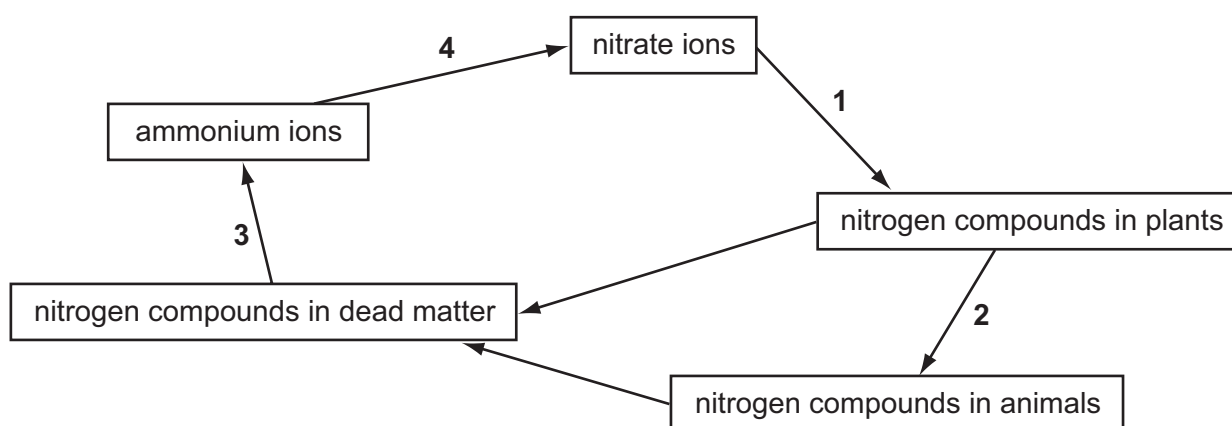 4
nitrate ions
1
ammonium ions
3
nitrogen compounds in plants
nitrogen compounds in dead matter
2
nitrogen compounds in animals